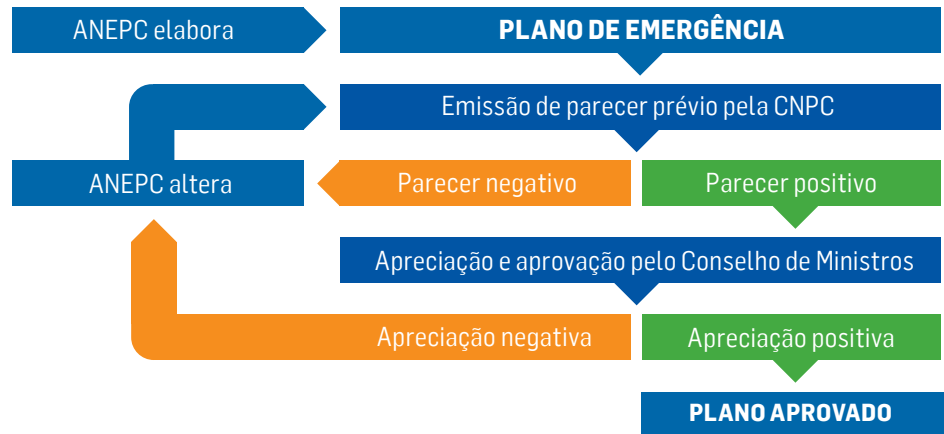 ANEPC elabora
PLANO DE EMERGÊNCIA
Emissão de parecer prévio pela CNPC
ANEPC altera
Parecer negativo
Parecer positivo
Apreciação e aprovação pelo Conselho de Ministros
Apreciação negativa
Apreciação positiva
PLANO APROVADO